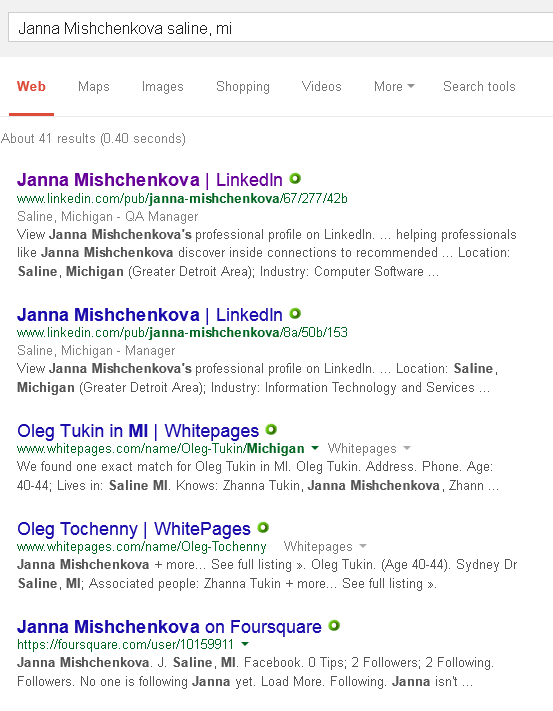 Janna Mishchenkova saline, mi
Web Maps Images Shopping Videos More Search tools
About 41 results (0.40 seconds)
Janna Mishchenkova | LinkedIn
www.linkedin.com/pub/janna-mishchenkova/67/277/42b
Saline, Michigan - QA Manager
View Janna Mishchenkova's professional profile on LinkedIn. ... helping professionals
like Janna Mishchenkova discover inside connections to recommended ... Location:
Saline, Michigan (Greater Detroit Area); Industry: Computer Software ...
Janna Mishchenkova | LinkedIn
www.linkedin.com/pub/janna-mishchenkova/8a/50b/153
Saline, Michigan - Manager
View Janna Mishchenkova's professional profile on LinkedIn. ... Location: Saline,
Michigan (Greater Detroit Area); Industry: Information Technology and Services ...
Oleg Tukin in MI | Whitepages
www.whitepages.com/name/Oleg-Tukin/Michigan Whitepages
We found one exact match for Oleg Tukin in MI. Oleg Tukin. Address. Phone. Age:
40-44; Lives in: Saline MI. Knows: Zhanna Tukin, Janna Mishchenkova, Zhann ...
Oleg Tochenny | WhitePages
www.whitepages.com/name/Oleg-Tochenny Whitepages
Janna Mishchenkova + more... See full listing ». Oleg Tukin. (Age 40-44). Sydney Dr
Saline, MI; Associated people: Zhanna Tukin + more... See full listing ».
Janna Mishchenkova on Foursquare
https://foursquare.com/user/10159911
Janna Mishchenkova. J. Saline, MI. Facebook. 0 Tips; 2 Followers; 2 Following.
Followers. No one is following Janna yet. Load More. Following. Janna isn't ...